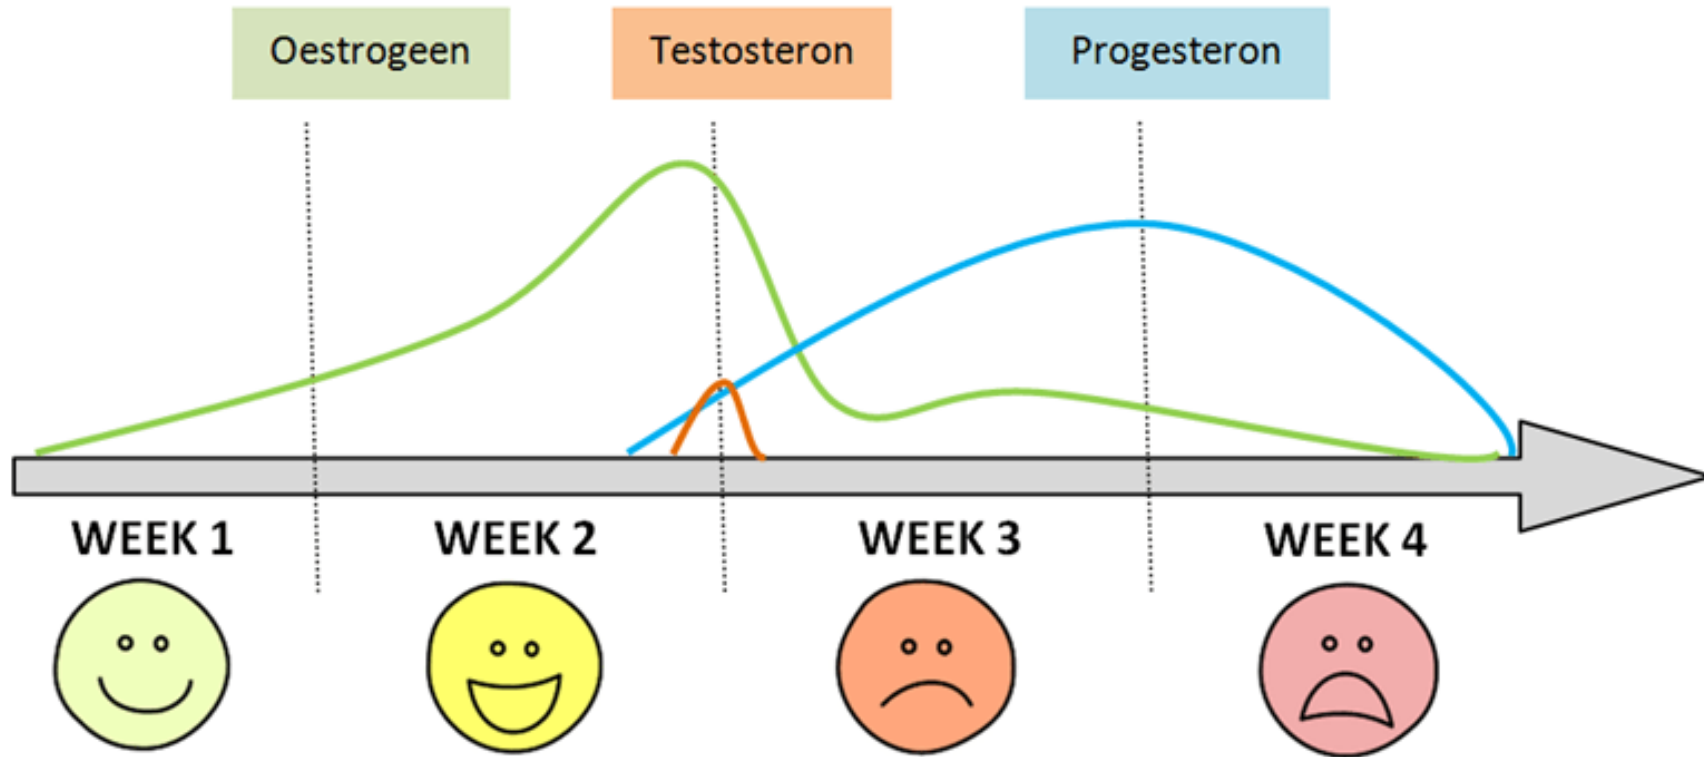 Oestrogeen
Testosteron
Progesteron
WEEK 1
WEEK 2
WEEK 3
WEEK 4